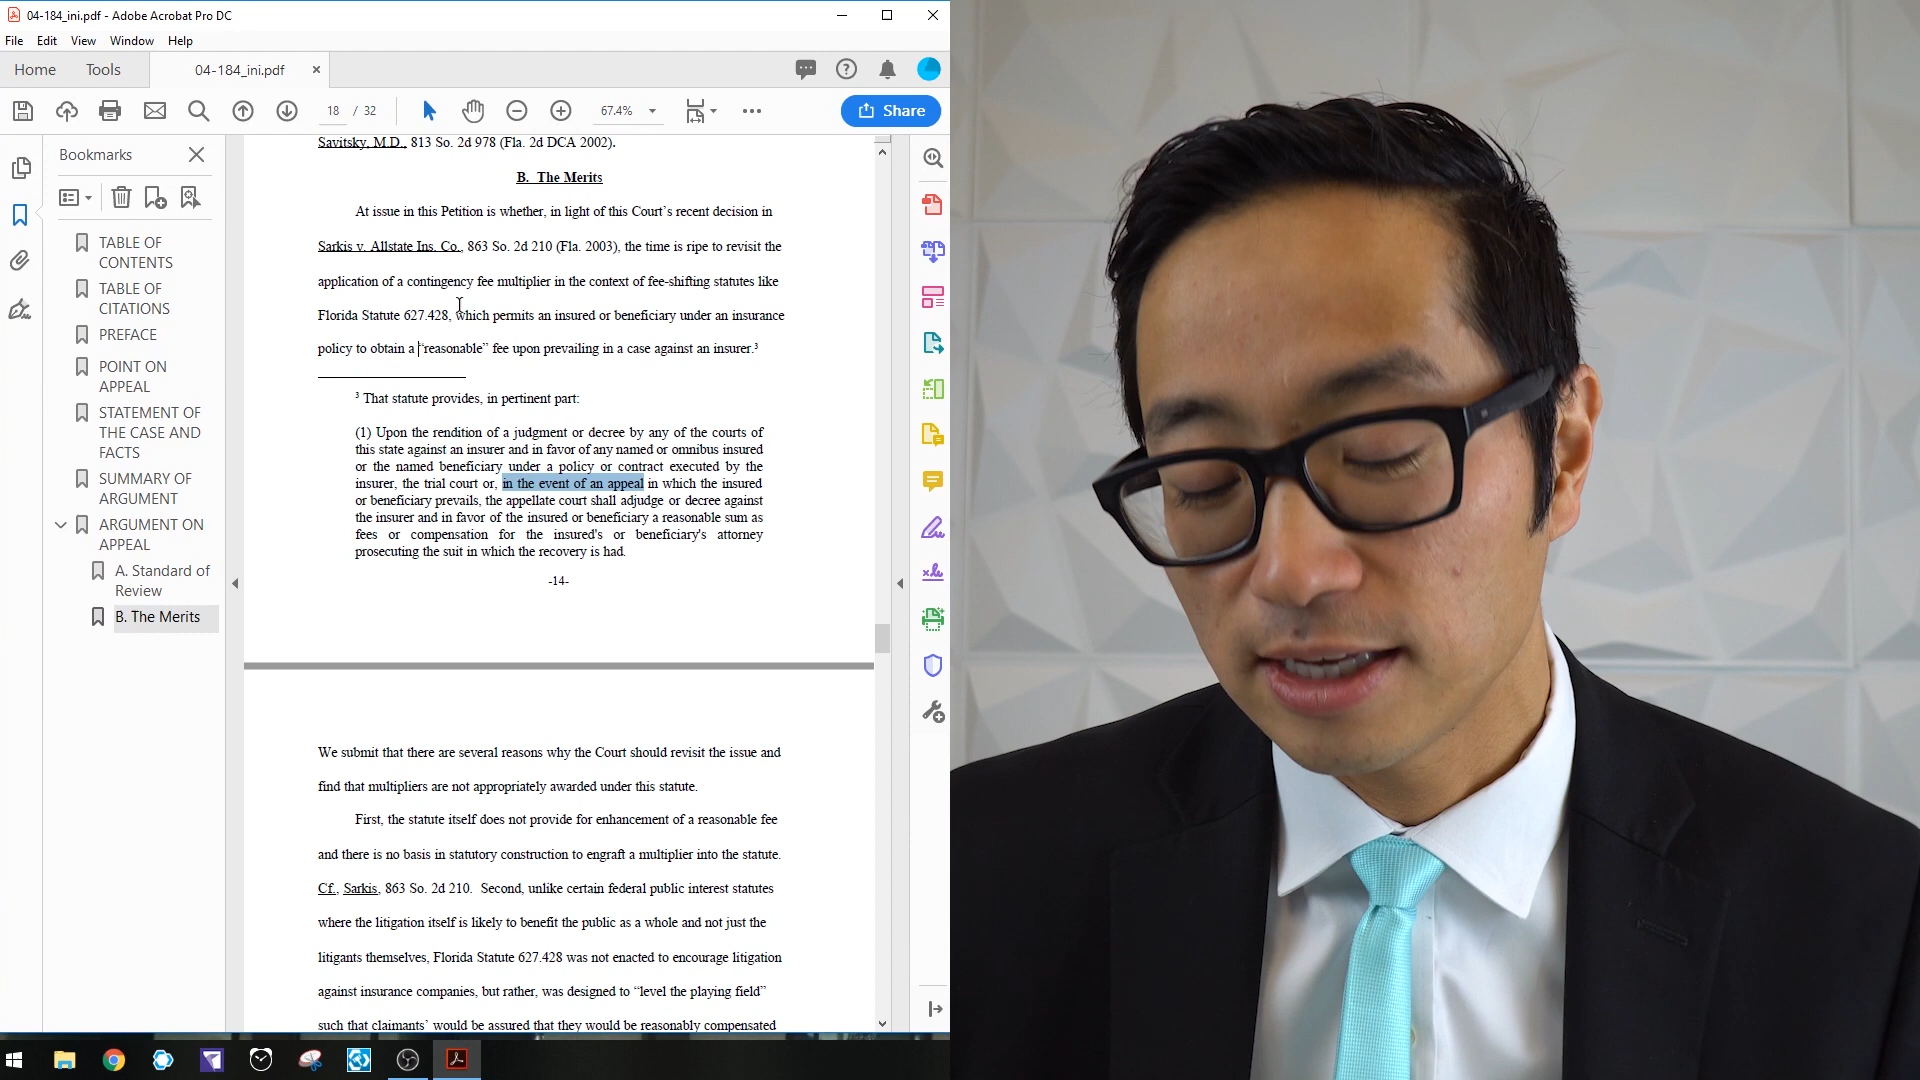 04-184_ini.pdf - Adobe Acrobat Pro DC
File Edit View Window Help
Home Tools 04-184_ini.pdf
18 / 32 67.4% Share
Bookmarks
TABLE OF
CONTENTS
TABLE OF
CITATIONS
PREFACE
POINT ON
APPEAL
STATEMENT OF
THE CASE AND
FACTS
SUMMARY OF
ARGUMENT
ARGUMENT ON
APPEAL
A. Standard of
Review
B. The Merits
Savitsky, M.D., 813 So. 2d 978 (Fla. 2d DCA 2002).
B. The Merits
At issue in this Petition is whether, in light of this Court's recent decision in
Sarkis v. Allstate Ins. Co., 863 So. 2d 210 (Fla. 2003), the time is ripe to revisit the
application of a contingency fee multiplier in the context of fee-shifting statutes like
Florida Statute 627.428, which permits an insured or beneficiary under an insurance
policy to obtain a “reasonable” fee upon prevailing in a case against an insurer.³
³ That statute provides, in pertinent part:
(1) Upon the rendition of a judgment or decree by any of the courts of
this state against an insurer and in favor of any named or omnibus insured
or the named beneficiary under a policy or contract executed by the
insurer, the trial court or, in the event of an appeal in which the insured
or beneficiary prevails, the appellate court shall adjudge or decree against
the insurer and in favor of the insured or beneficiary a reasonable sum as
fees or compensation for the insured's or beneficiary's attorney
prosecuting the suit in which the recovery is had.
-14-
We submit that there are several reasons why the Court should revisit the issue and
find that multipliers are not appropriately awarded under this statute.
First, the statute itself does not provide for enhancement of a reasonable fee
and there is no basis in statutory construction to engraft a multiplier into the statute.
Cf., Sarkis, 863 So. 2d 210. Second, unlike certain federal public interest statutes
where the litigation itself is likely to benefit the public as a whole and not just the
litigants themselves, Florida Statute 627.428 was not enacted to encourage litigation
against insurance companies, but rather, was designed to “level the playing field”
such that claimants’ would be assured that they would be reasonably compensated